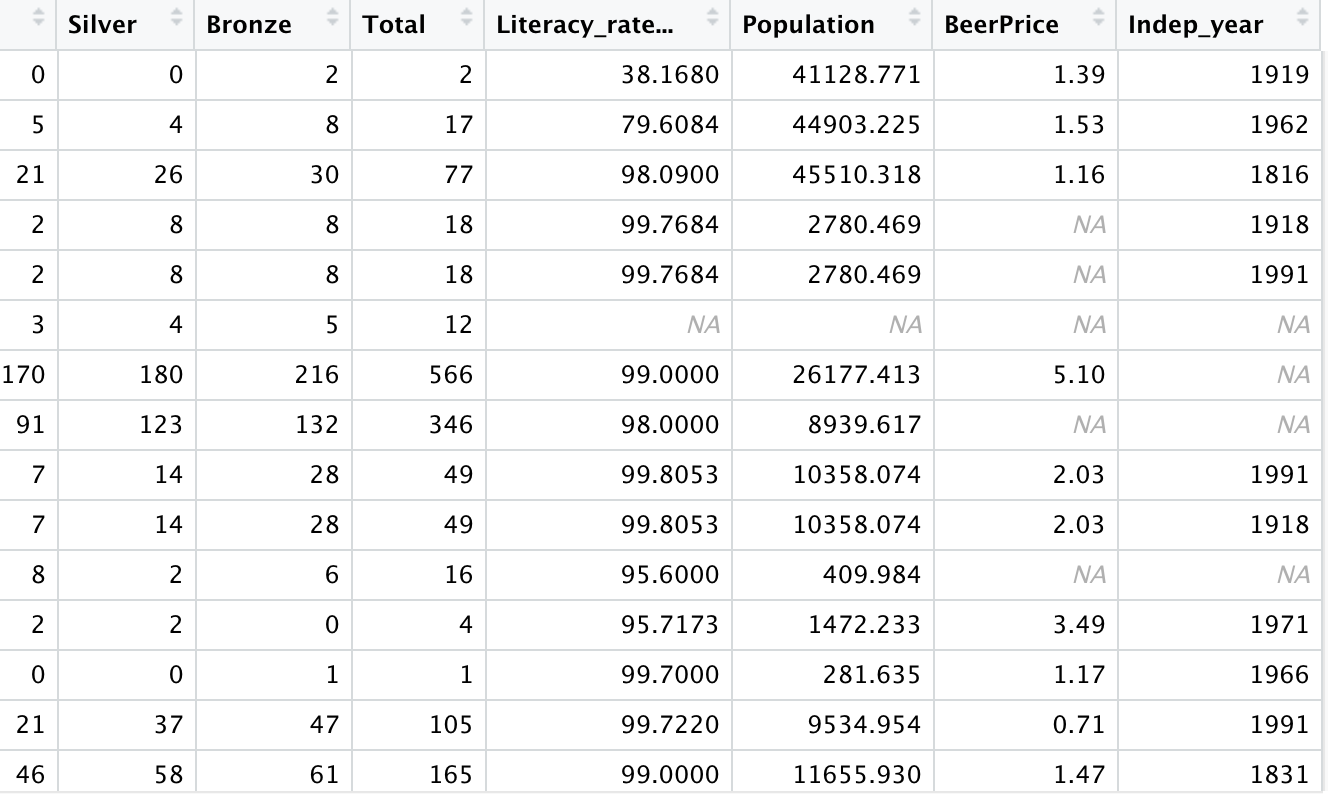 Silver Bronze Total Literacy_rate... Population BeerPrice Indep_year
0 0 2 2 38.1680 41128.771 1.39 1919
5 4 8 17 79.6084 44903.225 1.53 1962
21 26 30 77 98.0900 45510.318 1.16 1816
2 8 8 18 99.7684 2780.469 NA 1918
2 8 8 18 99.7684 2780.469 NA 1991
3 4 5 12 NA NA NA NA
170 180 216 566 99.0000 26177.413 5.10 NA
91 123 132 346 98.0000 8939.617 NA NA
7 14 28 49 99.8053 10358.074 2.03 1991
7 14 28 49 99.8053 10358.074 2.03 1918
8 2 6 16 95.6000 409.984 NA NA
2 2 0 4 95.7173 1472.233 3.49 1971
0 0 1 1 99.7000 281.635 1.17 1966
21 37 47 105 99.7220 9534.954 0.71 1991
46 58 61 165 99.0000 11655.930 1.47 1831